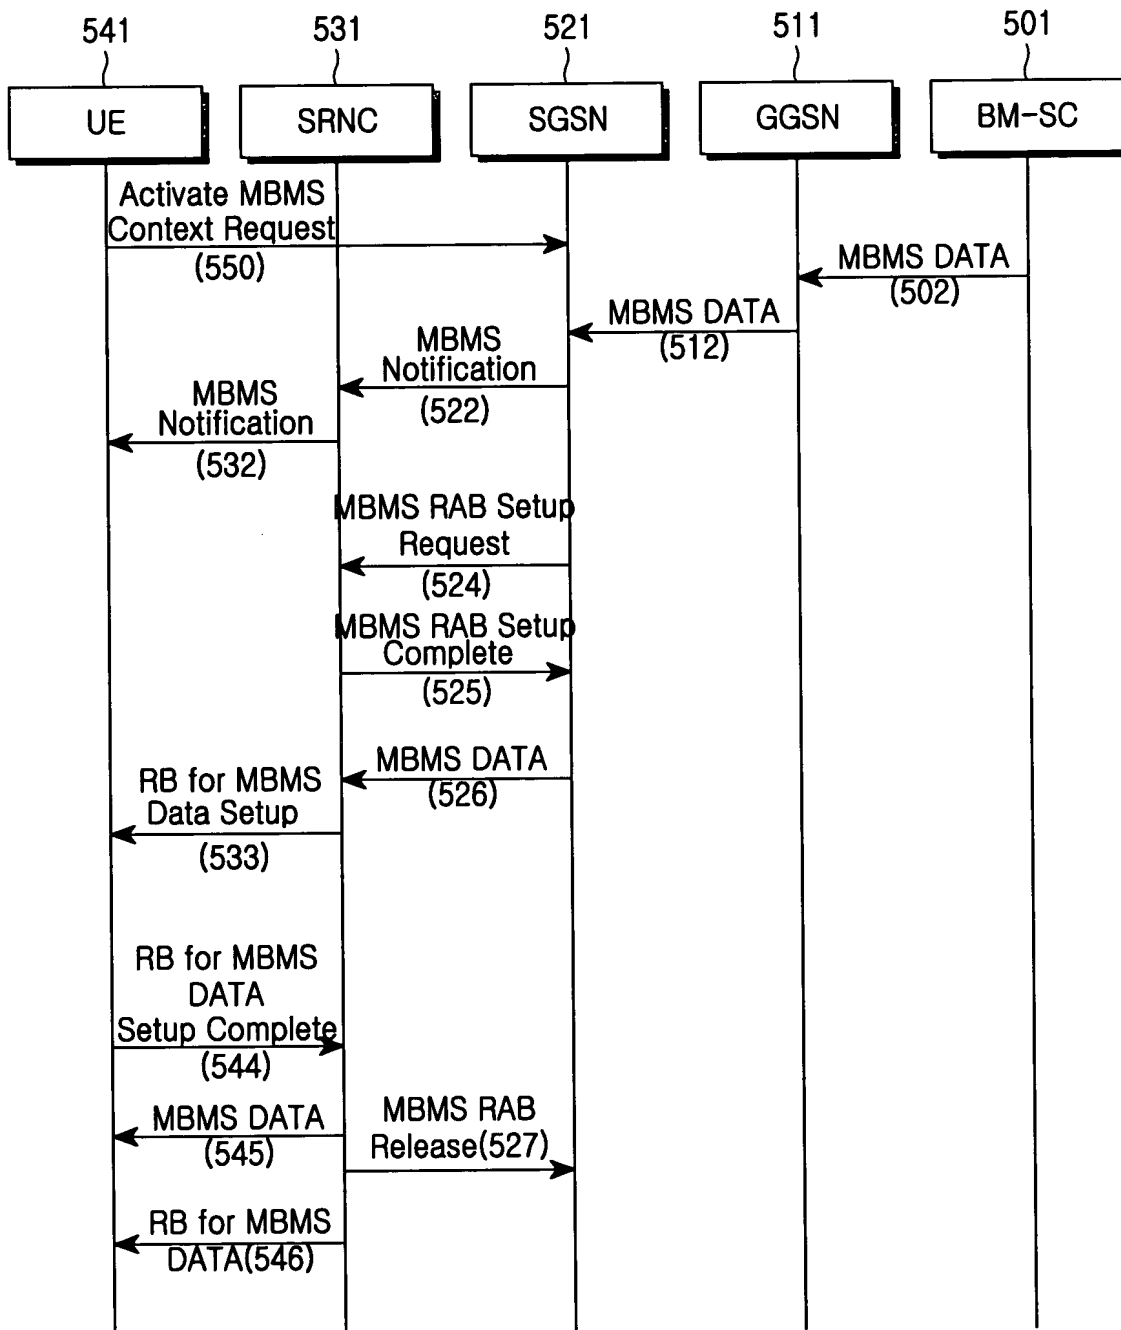 541 531 521 511 501
UE SRNC SGSN GGSN BM-SC
Activate MBMS
Context Request
(550)
MBMS DATA
(502)
MBMS DATA
(512)
MBMS
Notification
(522)
MBMS
Notification
(532)
MBMS RAB Setup
Request
(524)
MBMS RAB Setup
Complete
(525)
MBMS DATA
(526)
RB for MBMS
Data Setup
(533)
RB for MBMS
DATA
Setup Complete
(544)
MBMS DATA
(545)
MBMS RAB
Release(527)
RB for MBMS
DATA(546)